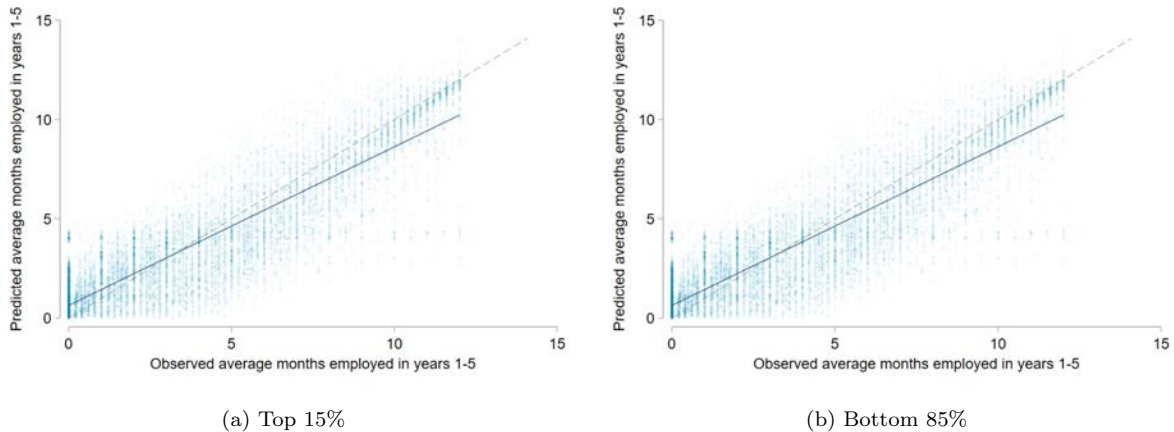 Predicted average months employed in years 1-5
15
10
5
0
0 5 10 15
Observed average months employed in years 1-5
(a) Top 15%
Predicted average months employed in years 1-5
15
10
5
0
0 5 10 15
Observed average months employed in years 1-5
(b) Bottom 85%